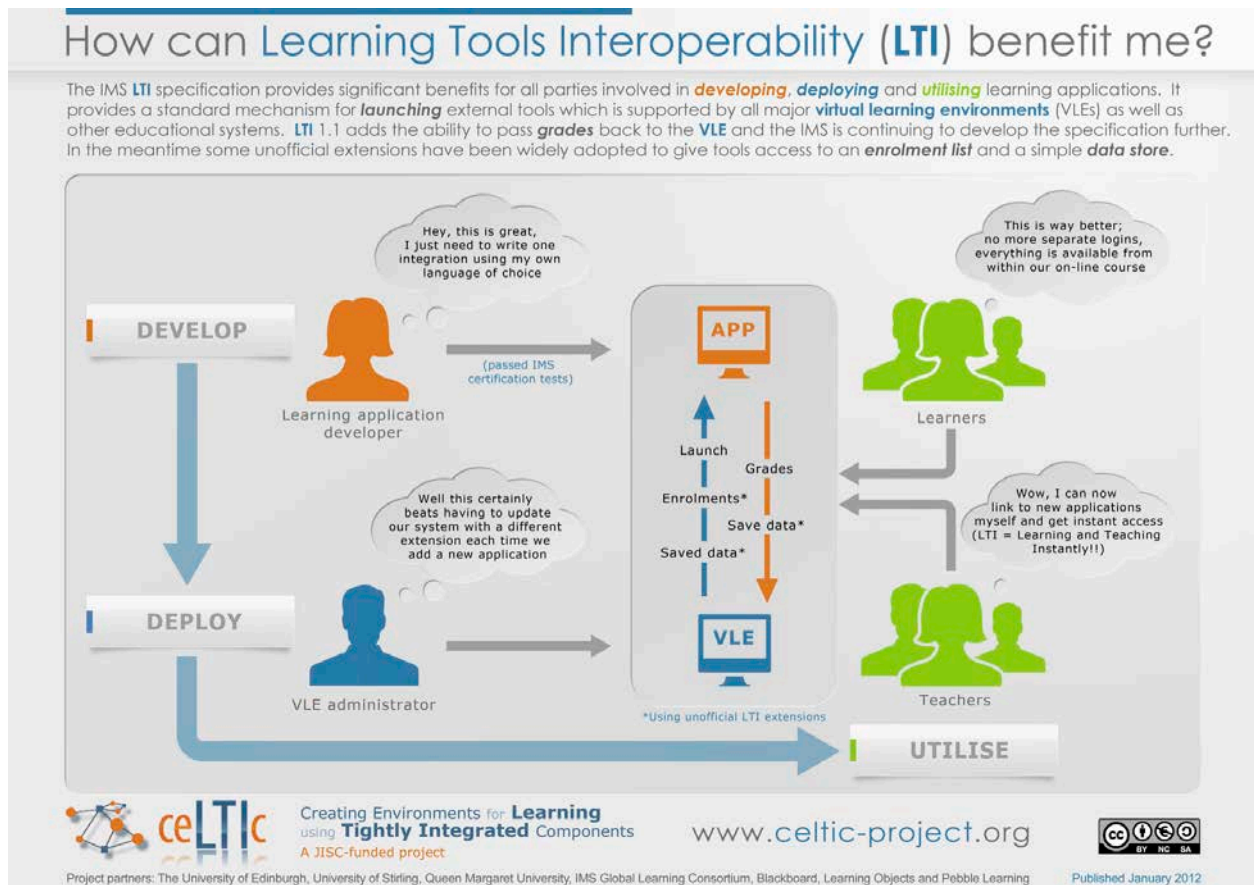 How can Learning Tools Interoperability (LTI) benefit me?
The IMS LTI specification provides significant benefits for all parties involved in developing, deploying and utilising learning applications. It
provides a standard mechanism for launching external tools which is supported by all major virtual learning environments (VLEs) as well as
other educational systems. LTI 1.1 adds the ability to pass grades back to the VLE and the IMS is continuing to develop the specification further.
In the meantime some unofficial extensions have been widely adopted to give tools access to an enrolment list and a simple data store.
Hey, this is great,
I just need to write one
integration using my own
language of choice
This is way better;
no more separate logins,
everything is available from
within our on-line course
DEVELOP
(passed IMS
certification tests)
APP
Learning application
developer
Learners
Launch
Grades
Enrolments*
Save data*
Saved data*
Well this certainly
beats having to update
our system with a different
extension each time we
add a new application
Wow, I can now
link to new applications
myself and get instant access
(LTI = Learning and Teaching
Instantly!!)
DEPLOY
VLE
VLE administrator
Teachers
*Using unofficial LTI extensions
UTILISE
ceLTIc
Creating Environments for Learning
using Tightly Integrated Components
A JISC-funded project
www.celtic-project.org
cc
BY NC SA
Project partners: The University of Edinburgh, University of Stirling, Queen Margaret University, IMS Global Learning Consortium, Blackboard, Learning Objects and Pebble Learning
Published January 2012